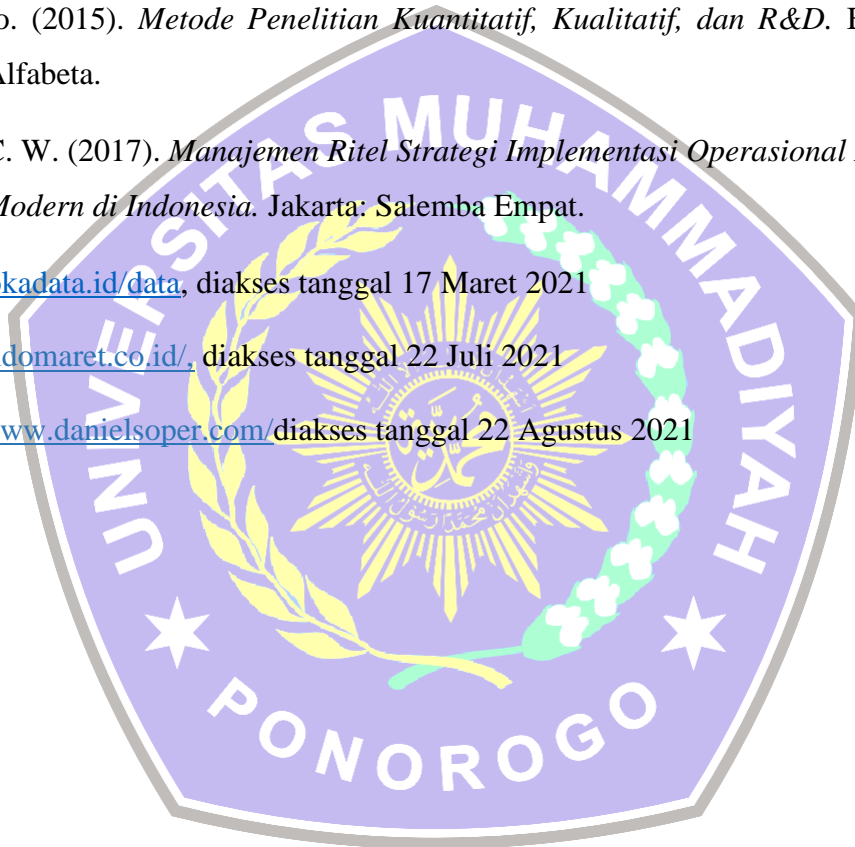 o. (2015). Metode Penelitian Kuantitatif, Kualitatif, dan R&D.
Alfabeta.
C. W. (2017). Manajemen Ritel Strategi Implementasi Operasional
Modern di Indonesia. Jakarta: Salemba Empat.
okadata.id/data, diakses tanggal 17 Maret 2021
domaret.co.id/, diakses tanggal 22 Juli 2021
ww.danielsoper.com/diakses tanggal 22 Agustus 2021
UNIVERSITAS MUHAMMADIYAH
محمد
PONOROGO